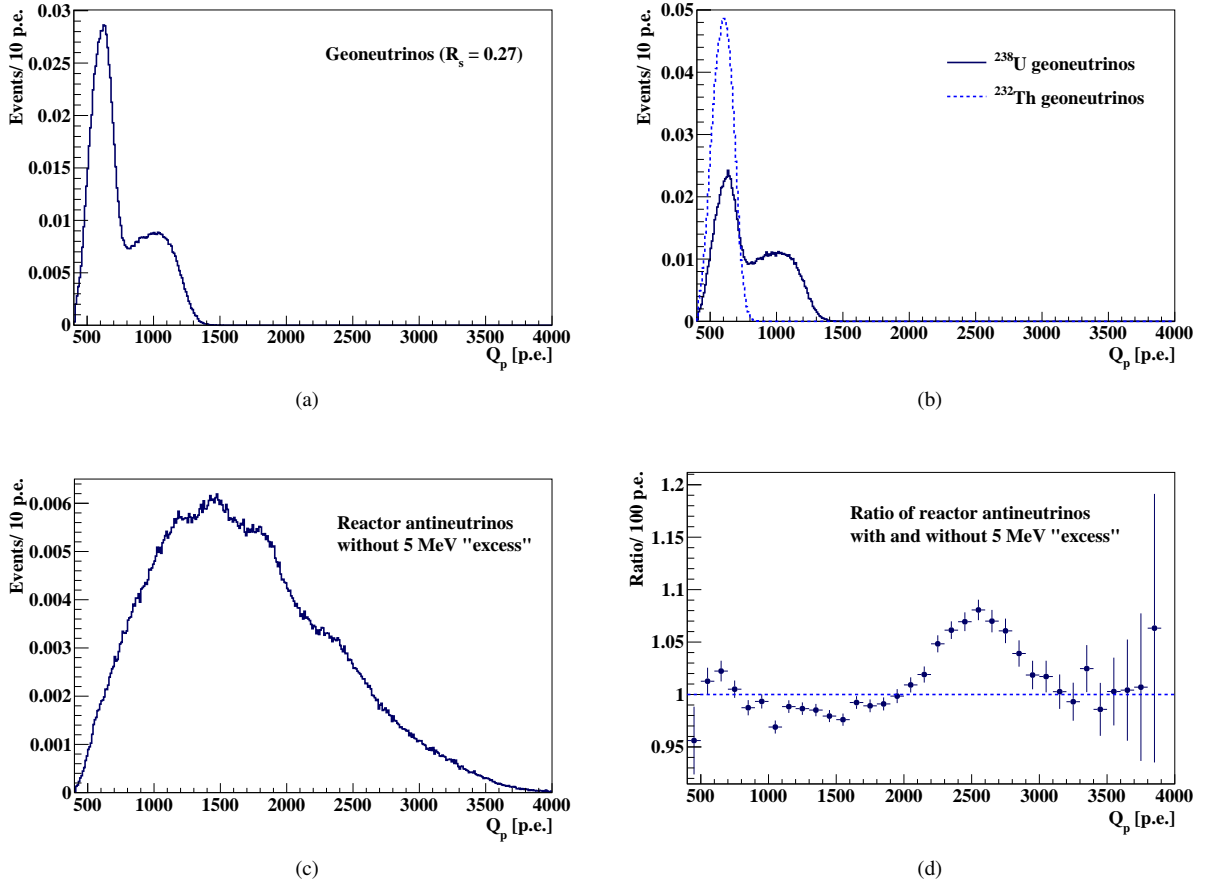 Events/ 10 p.e.
0.03
0.025
0.02
0.015
0.01
0.005
0
Geoneutrinos (Rs = 0.27)
500 1000 1500 2000 2500 3000 3500 4000
Qp [p.e.]
(a)
Events/ 10 p.e.
0.06
0.05
0.04
0.03
0.02
0.01
0
238U geoneutrinos
232Th geoneutrinos
500 1000 1500 2000 2500 3000 3500 4000
Qp [p.e.]
(b)
Events/ 10 p.e.
0.006
0.005
0.004
0.003
0.002
0.001
0
Reactor antineutrinos
without 5 MeV "excess"
500 1000 1500 2000 2500 3000 3500 4000
Qp [p.e.]
(c)
Ratio/ 100 p.e.
1.2
1.15
1.1
1.05
1
0.95
Ratio of reactor antineutrinos
with and without 5 MeV "excess"
500 1000 1500 2000 2500 3000 3500 4000
Qp [p.e.]
(d)